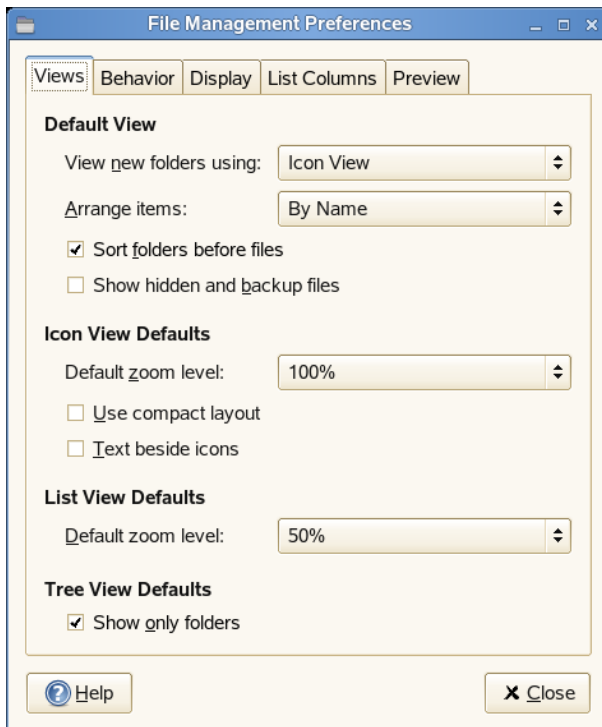 File Management Preferences
Views Behavior Display List Columns Preview
Default View
View new folders using: Icon View
Arrange items: By Name
Sort folders before files
Show hidden and backup files
Icon View Defaults
Default zoom level: 100%
Use compact layout
Text beside icons
List View Defaults
Default zoom level: 50%
Tree View Defaults
Show only folders
Help Close